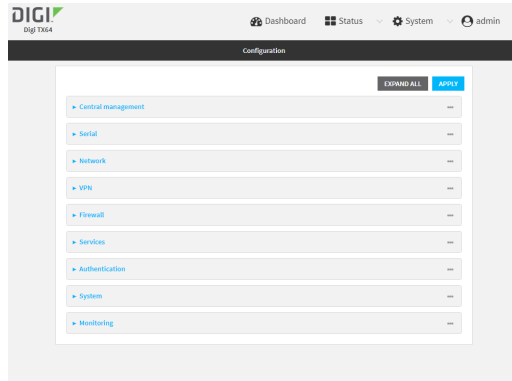 DIGI
Digi TX64
Dashboard Status System admin
Configuration
EXPAND ALL APPLY
Central management
Serial
Network
VPN
Firewall
Services
Authentication
System
Monitoring